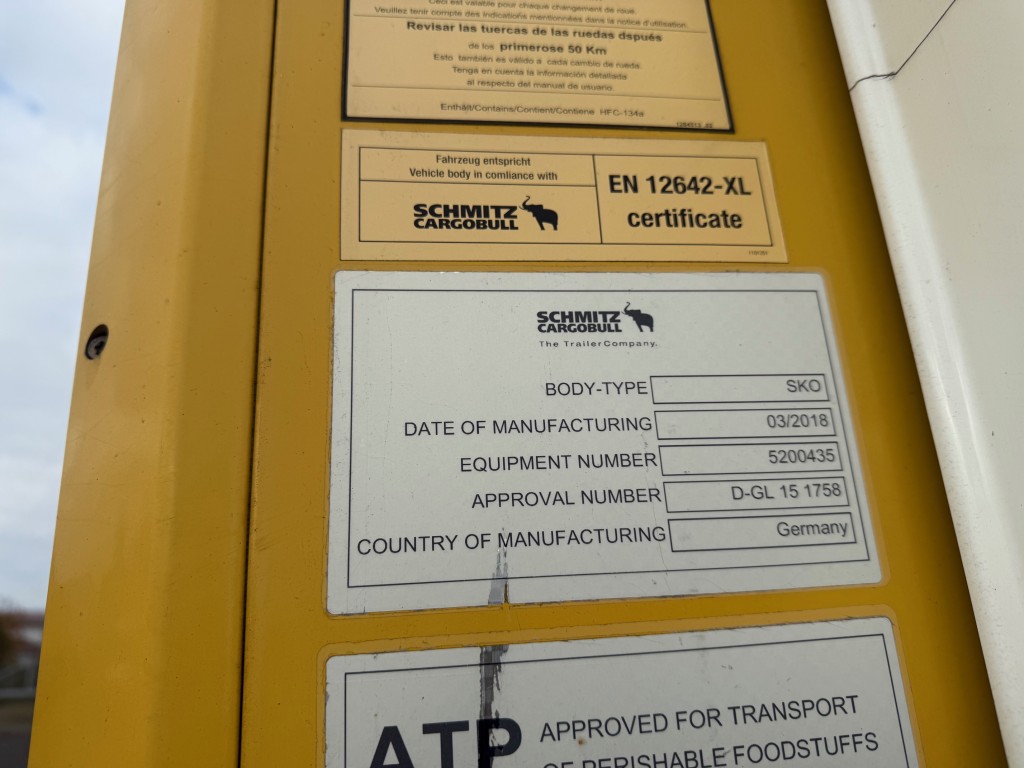 Ceci est valable pour chaque changement de roue.
Veuillez tenir compte des indications mentionnées dans la notice d'utilisation.
Revisar las tuercas de las ruedas dspués
de los primerose 50 Km
Esto también es válido a cada cambio de rueda.
Tenga en cuenta la información detallada
al respecto del manual de usuario.
Enthält/Contains/Contient/Contiene HFC-134a
Fahrzeug entspricht
Vehicle body in comliance with
SCHMITZ
CARGOBULL
EN 12642-XL
certificate
SCHMITZ
CARGOBULL
The TrailerCompany.
BODY-TYPE SKO
DATE OF MANUFACTURING 03/2018
EQUIPMENT NUMBER 5200435
APPROVAL NUMBER D-GL 15 1758
COUNTRY OF MANUFACTURING Germany
ATP
APPROVED FOR TRANSPORT
OF PERISHABLE FOODSTUFFS